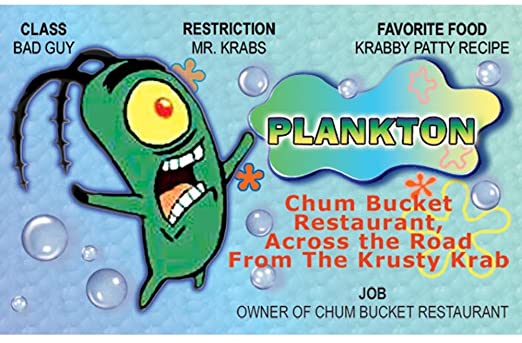 CLASS
BAD GUY
RESTRICTION
MR. KRABS
FAVORITE FOOD
KRABBY PATTY RECIPE
PLANKTON
Chum Bucket
Restaurant,
Across the Road
From The Krusty Krab
JOB
OWNER OF CHUM BUCKET RESTAURANT